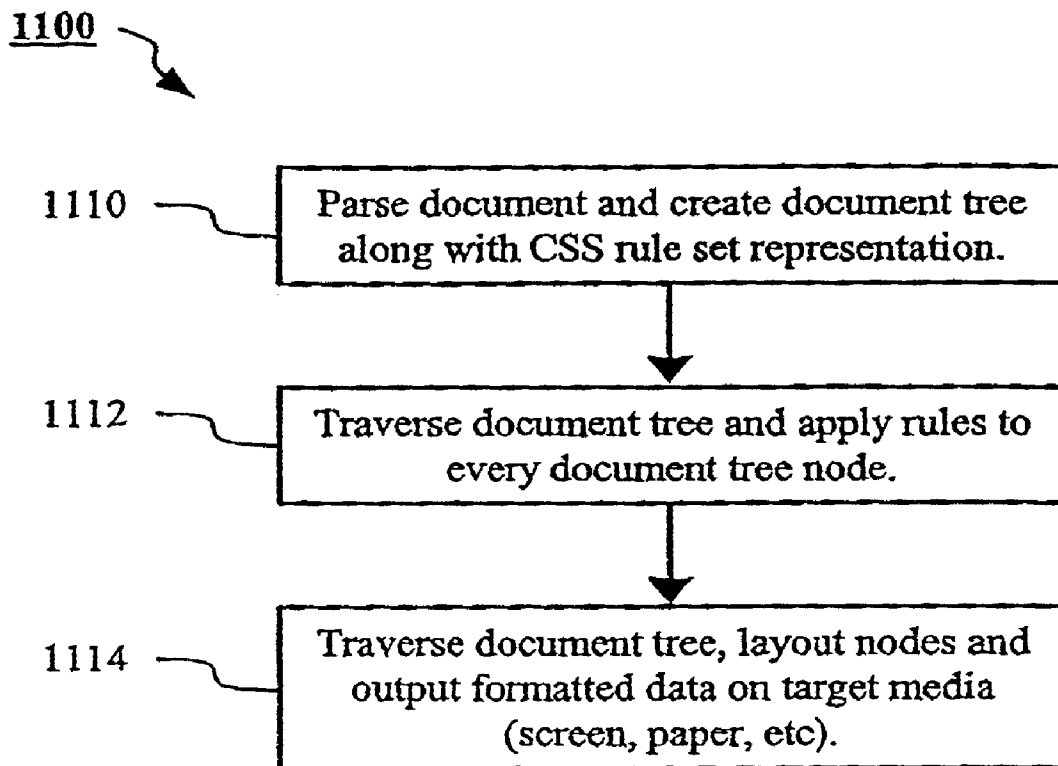 1100
1110
Parse document and create document tree
along with CSS rule set representation.
1112
Traverse document tree and apply rules to
every document tree node.
1114
Traverse document tree, layout nodes and
output formatted data on target media
(screen, paper, etc).